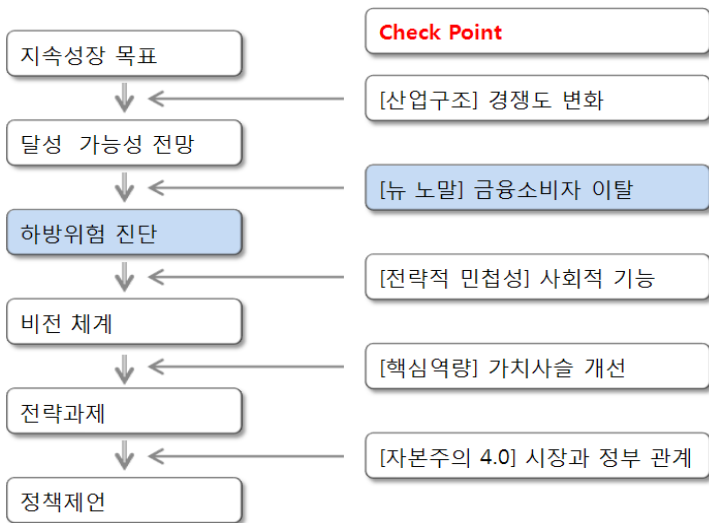 Check Point
지속성장 목표
[산업구조] 경쟁도 변화
달성 가능성 전망
[뉴 노말] 금융소비자 이탈
하방위험 진단
[전략적 민첩성] 사회적 기능
비전 체계
[핵심역량] 가치사슬 개선
전략과제
[자본주의 4.0] 시장과 정부 관계
정책제언